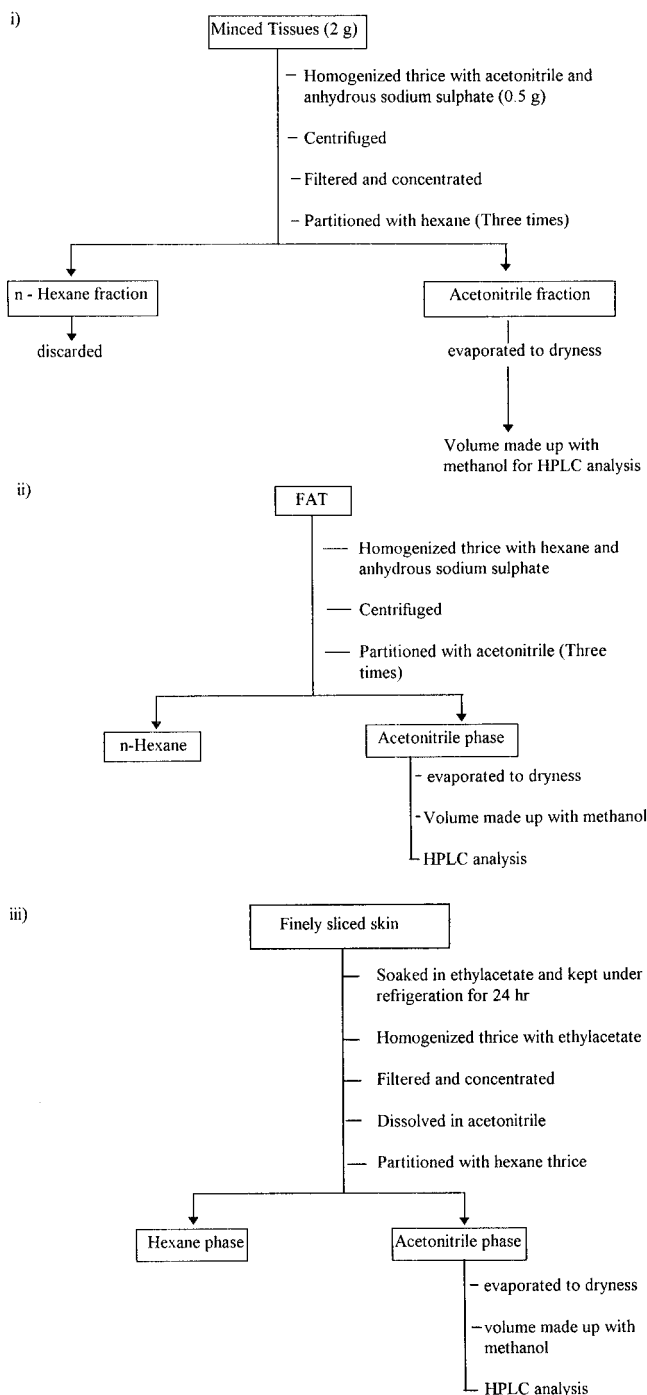 i)
Minced Tissues (2 g)
– Homogenized thrice with acetonitrile and
anhydrous sodium sulphate (0.5 g)
– Centrifuged
– Filtered and concentrated
– Partitioned with hexane (Three times)
n - Hexane fraction
Acetonitrile fraction
discarded
evaporated to dryness
Volume made up with
methanol for HPLC analysis
ii)
FAT
Homogenized thrice with hexane and
anhydrous sodium sulphate
Centrifuged
Partitioned with acetonitrile (Three
times)
n-Hexane
Acetonitrile phase
evaporated to dryness
Volume made up with methanol
HPLC analysis
iii)
Finely sliced skin
Soaked in ethylacetate and kept under
refrigeration for 24 hr
Homogenized thrice with ethylacetate
Filtered and concentrated
Dissolved in acetonitrile
Partitioned with hexane thrice
Hexane phase
Acetonitrile phase
evaporated to dryness
volume made up with
methanol
HPLC analysis